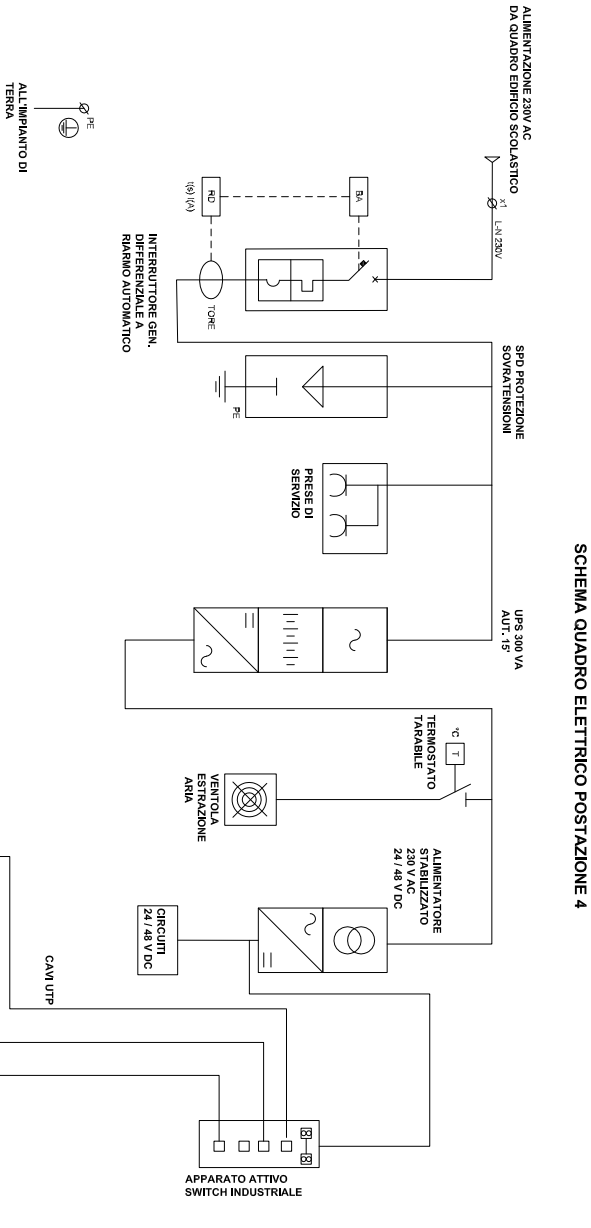 SCHEMA QUADRO ELETTRICO POSTAZIONE 4
ALIMENTAZIONE 230V AC
DA QUADRO EDIFICIO SCOLASTICO
x1
L-N 230V
BA
RD
t(s) I(A)
TORE
INTERRUTTORE GEN.
DIFFERENZIALE A
RIARMO AUTOMATICO
PE
ALL'IMPIANTO DI
TERRA
SPD PROTEZIONE
SOVRATENSIONI
PE
PRESE DI
SERVIZIO
UPS 300 VA
AUT. 15'
°C
T
TERMOSTATO
TARABILE
VENTOLA
ESTRAZIONE
ARIA
ALIMENTATORE
STABILIZZATO
230 V AC
24 / 48 V DC
CIRCUITI
24 / 48 V DC
CAVI UTP
APPARATO ATTIVO
SWITCH INDUSTRIALE